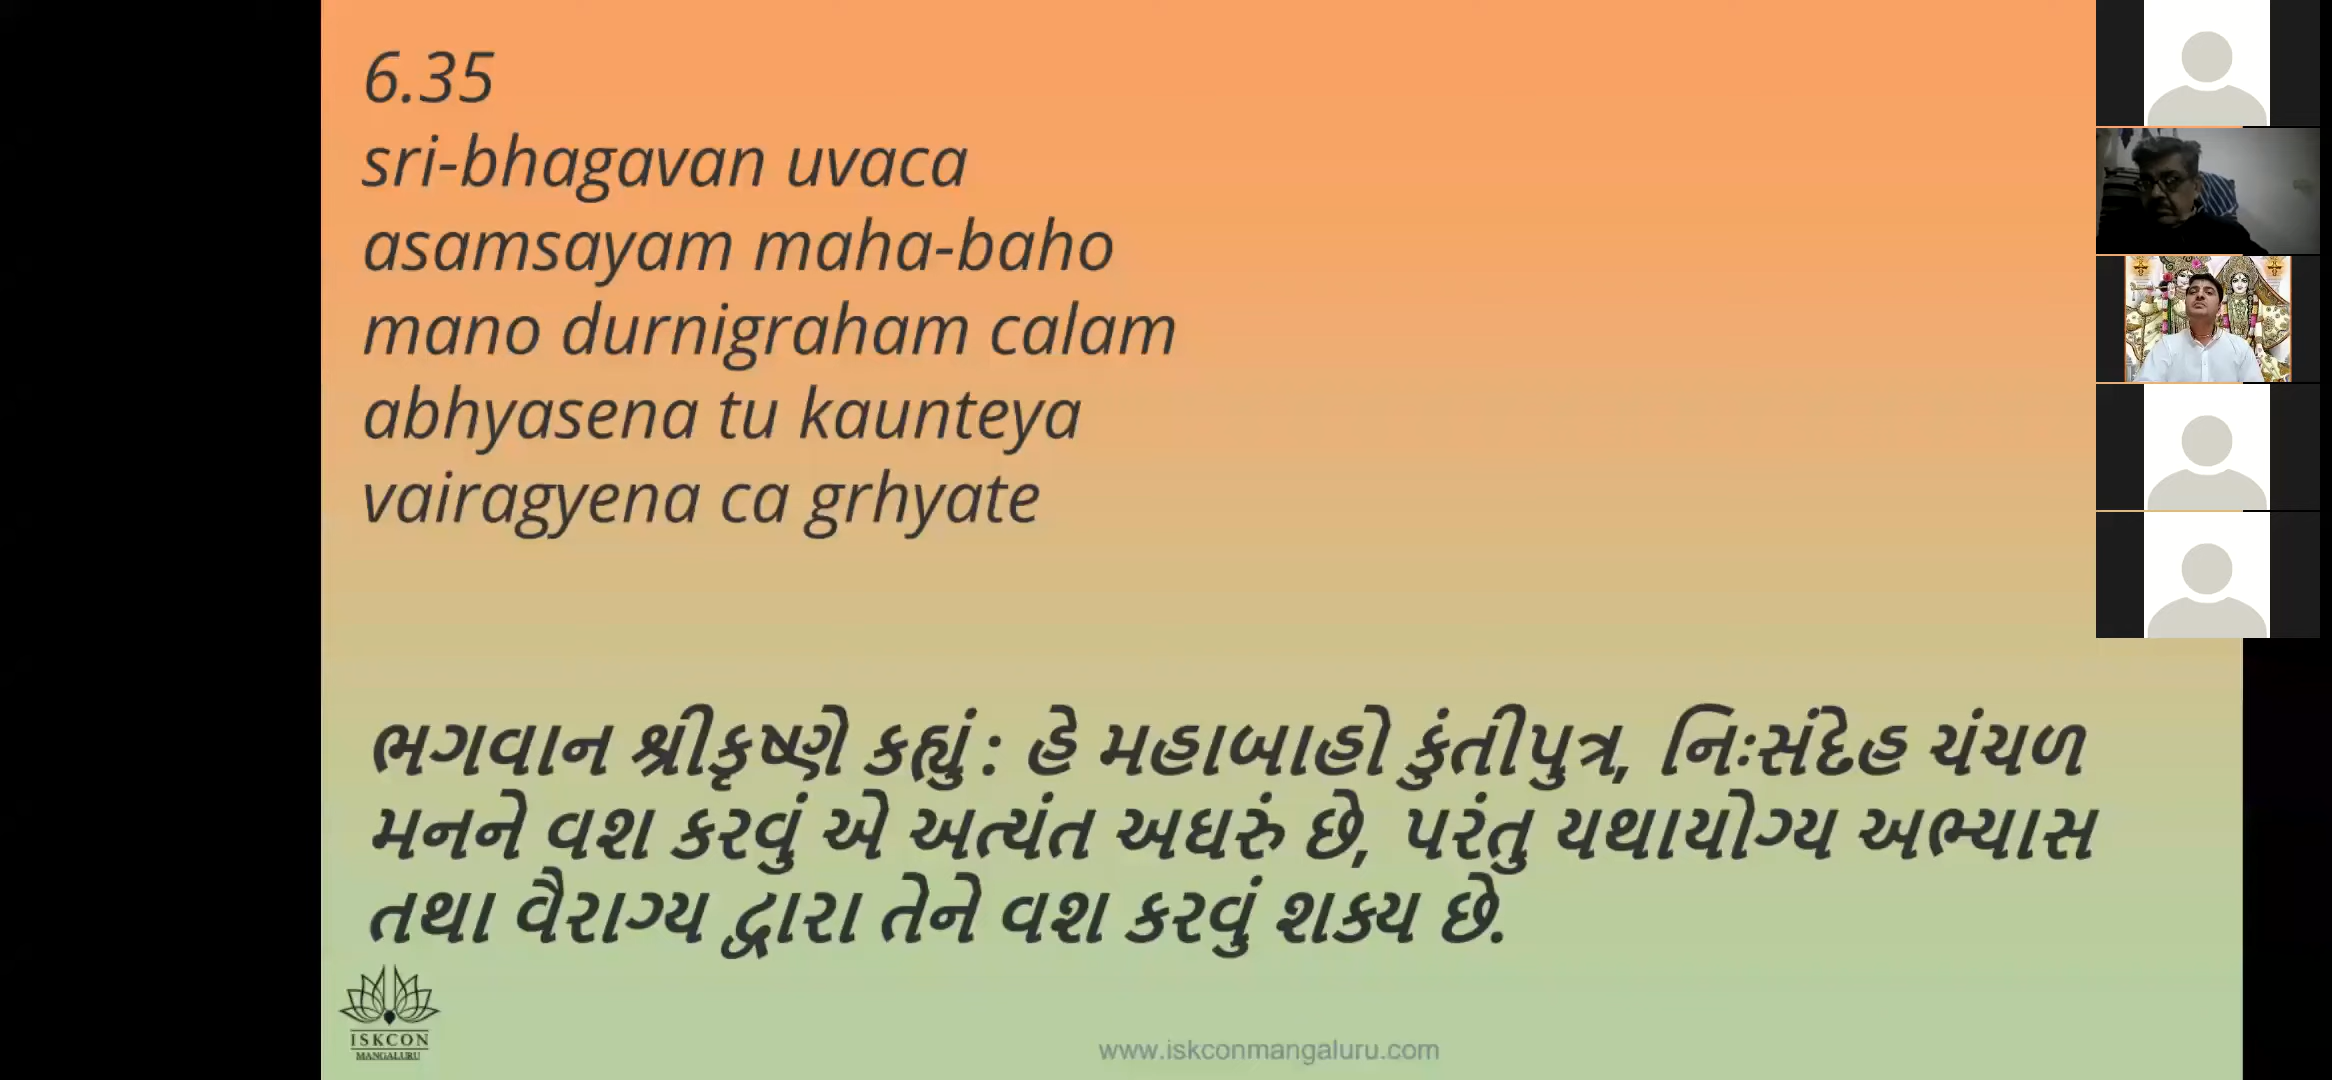 6.35
sri-bhagavan uvaca
asamsayam maha-baho
mano durnigraham calam
abhyasena tu kaunteya
vairagyena ca grhyate
ભગવાન શ્રીકૃષ્ણે કહ્યું : હે મહાબાહો કુંતીપુત્ર, નિઃસંદેહ ચંચળ
મનને વશ કરવું એ અત્યંત અઘરું છે, પરંતુ યથાયોગ્ય અભ્યાસ
તથા વૈરાગ્ય દ્વારા તેને વશ કરવું શક્ય છે.
ISKCON
MANGALURU
www.iskconmangaluru.com